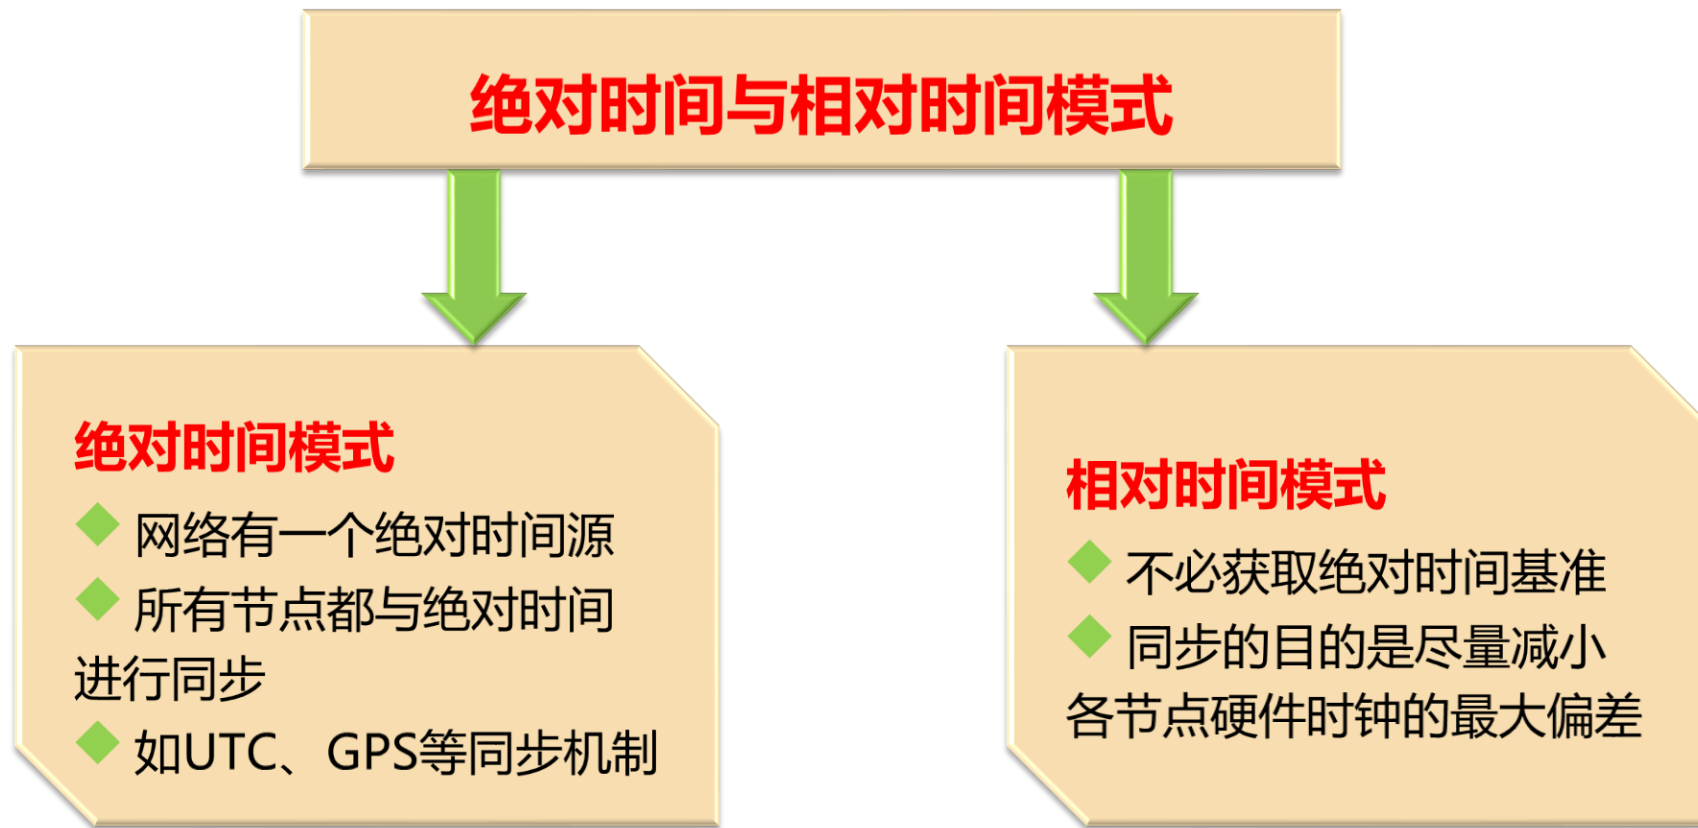 绝对时间与相对时间模式
绝对时间模式
网络有一个绝对时间源
所有节点都与绝对时间
进行同步
如UTC、GPS等同步机制
相对时间模式
不必获取绝对时间基准
同步的目的是尽量减小
各节点硬件时钟的最大偏差